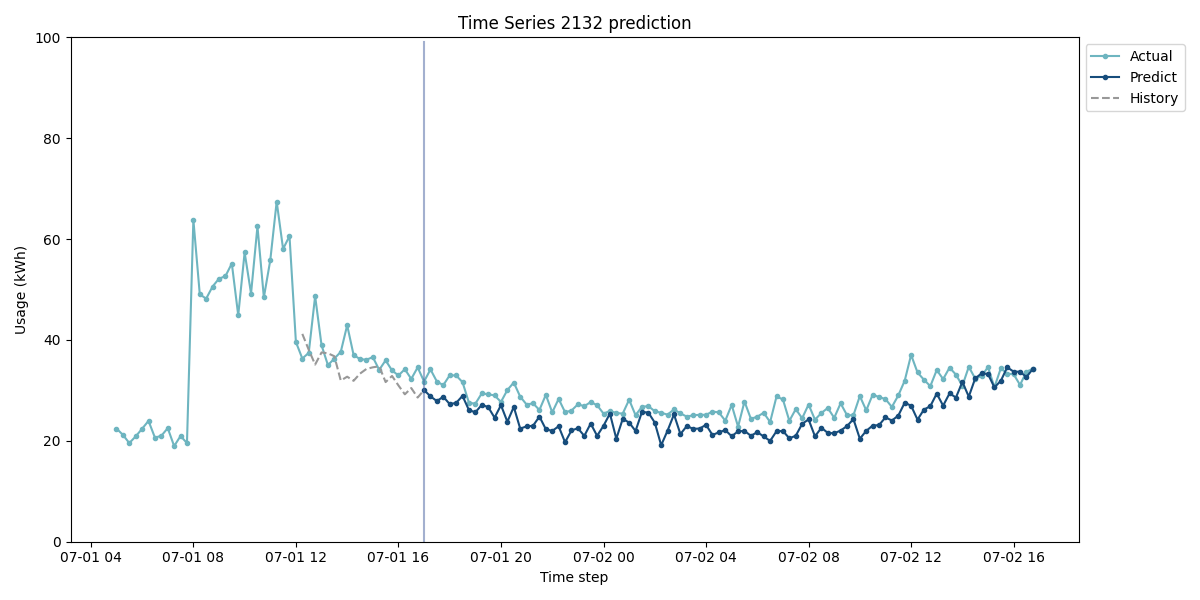 Time Series 2132 prediction
Usage (kWh)
100
80
60
40
20
0
07-01 04
07-01 08
07-01 12
07-01 16
07-01 20
07-02 00
07-02 04
07-02 08
07-02 12
07-02 16
Time step
Actual
Predict
History